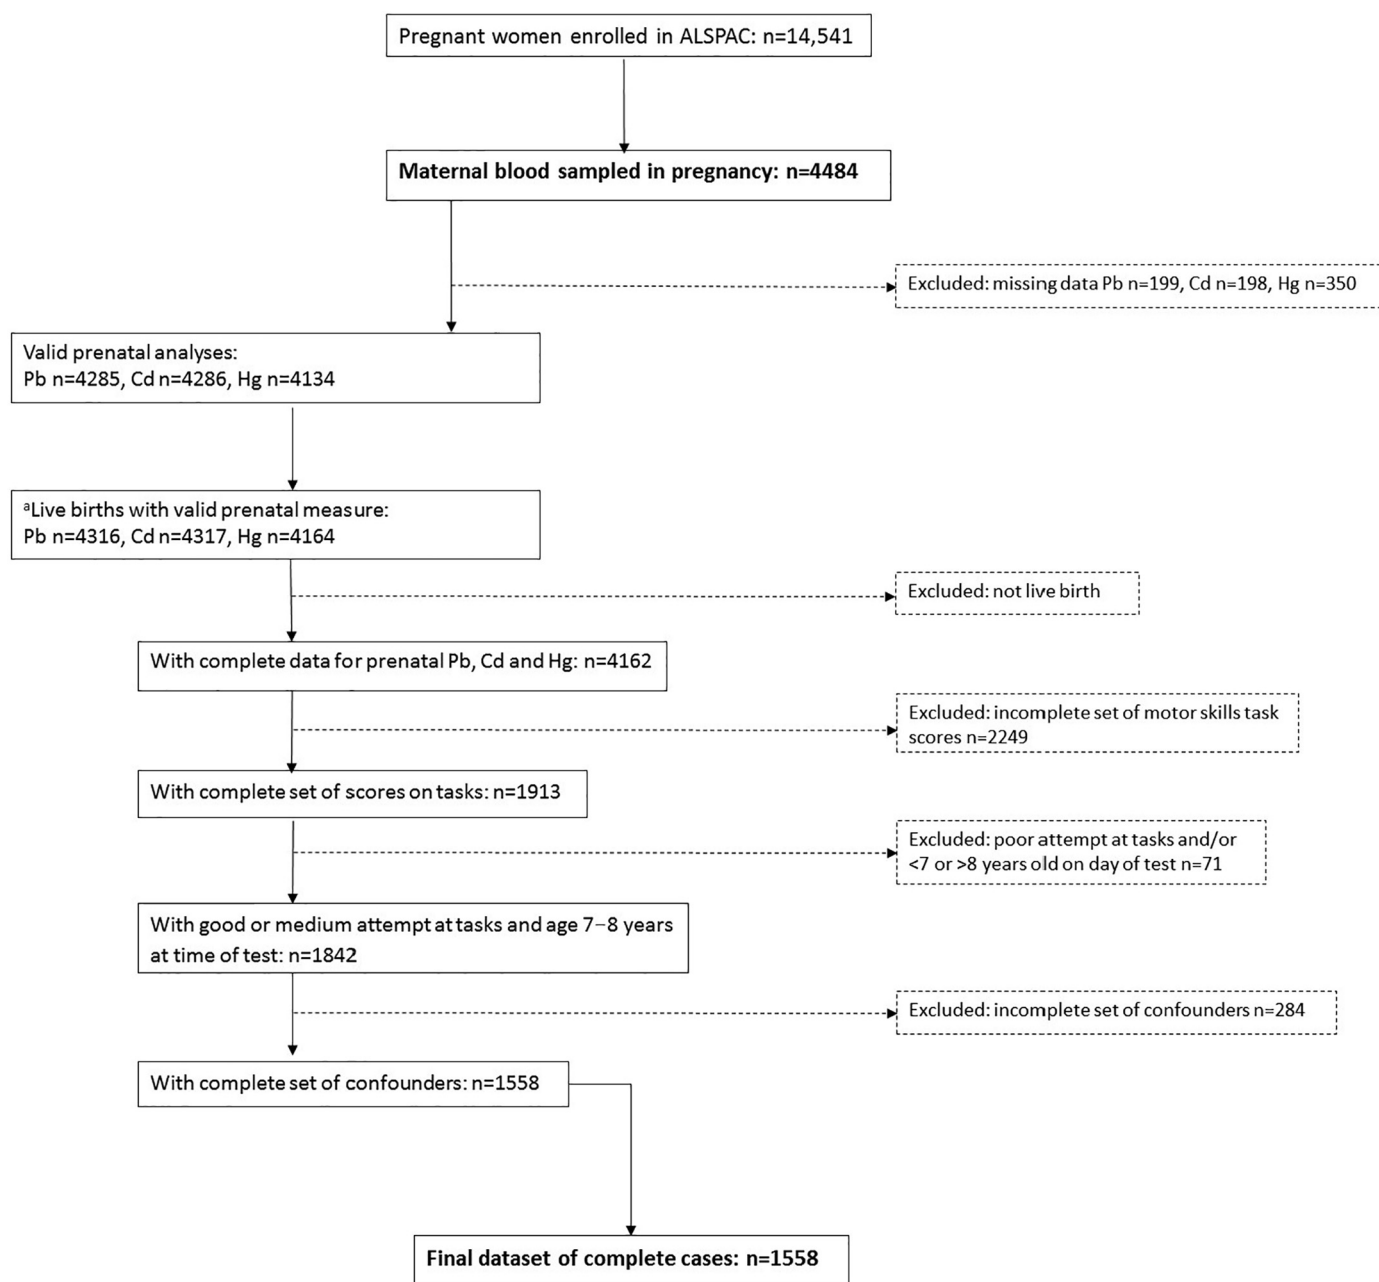 Pregnant women enrolled in ALSPAC: n=14,541
Maternal blood sampled in pregnancy: n=4484
Excluded: missing data Pb n=199, Cd n=198, Hg n=350
Valid prenatal analyses:
Pb n=4285, Cd n=4286, Hg n=4134
ᵃLive births with valid prenatal measure:
Pb n=4316, Cd n=4317, Hg n=4164
Excluded: not live birth
With complete data for prenatal Pb, Cd and Hg: n=4162
Excluded: incomplete set of motor skills task
scores n=2249
With complete set of scores on tasks: n=1913
Excluded: poor attempt at tasks and/or
<7 or >8 years old on day of test n=71
With good or medium attempt at tasks and age 7–8 years
at time of test: n=1842
Excluded: incomplete set of confounders n=284
With complete set of confounders: n=1558
Final dataset of complete cases: n=1558